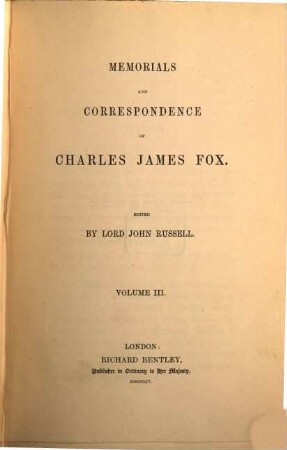 MEMORIALS
AND
CORRESPONDENCE
OF
CHARLES JAMES FOX.
EDITED
BY LORD JOHN RUSSELL.
VOLUME III.
LONDON:
RICHARD BENTLEY,
Publisher in Ordinary to Her Majesty.